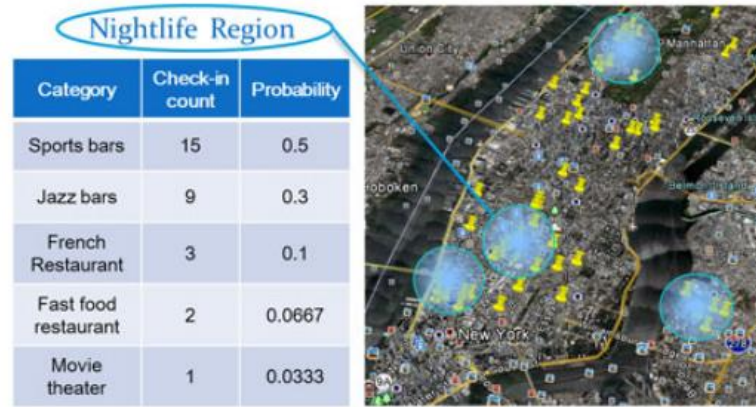 Nightlife Region
Category Check-in count Probability
Sports bars 15 0.5
Jazz bars 9 0.3
French Restaurant 3 0.1
Fast food restaurant 2 0.0667
Movie theater 1 0.0333
Union City
Manhattan
Hoboken
New York